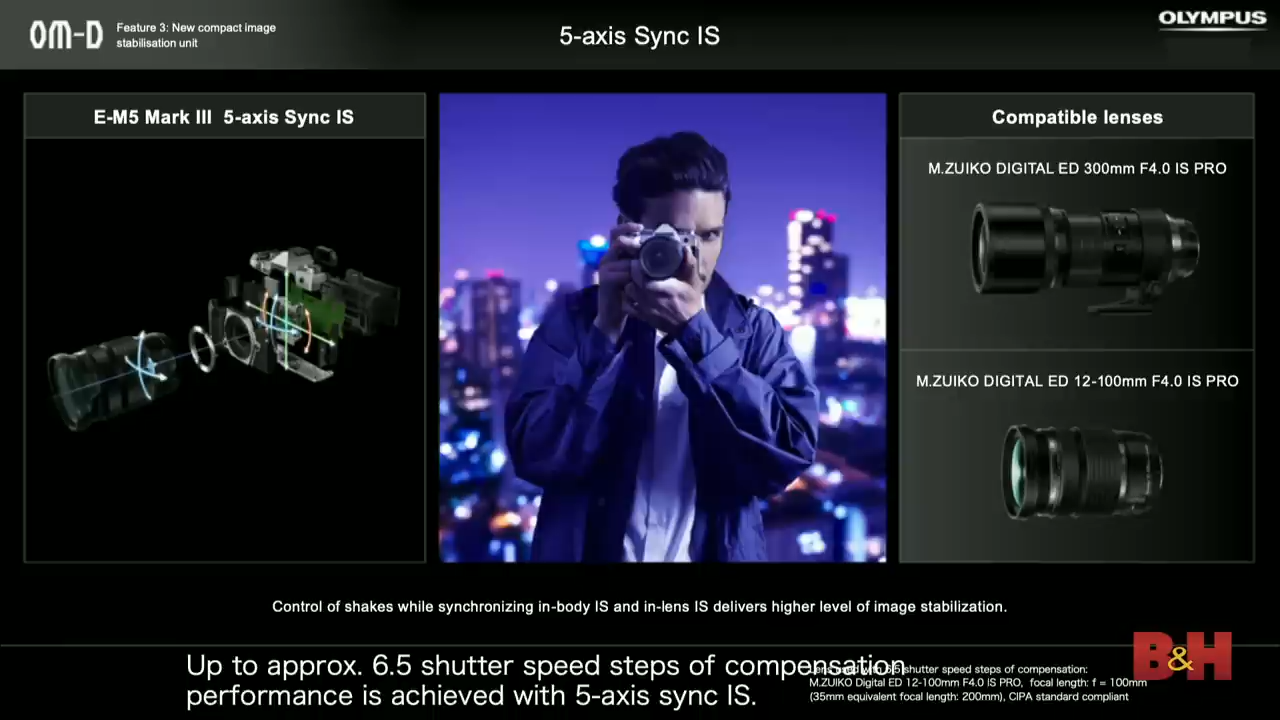 OM-D
Feature 3: New compact image
stabilisation unit
5-axis Sync IS
OLYMPUS
E-M5 Mark III 5-axis Sync IS
Compatible lenses
M.ZUIKO DIGITAL ED 300mm F4.0 IS PRO
M.ZUIKO DIGITAL ED 12-100mm F4.0 IS PRO
Control of shakes while synchronizing in-body IS and in-lens IS delivers higher level of image stabilization.
B&H
Up to approx. 6.5 shutter speed steps of compensation
performance is achieved with 5-axis sync IS.
shutter speed steps of compensation:
M.ZUIKO Digital ED 12-100mm F4.0 IS PRO, focal length: f = 100mm
(35mm equivalent focal length: 200mm), CIPA standard compliant